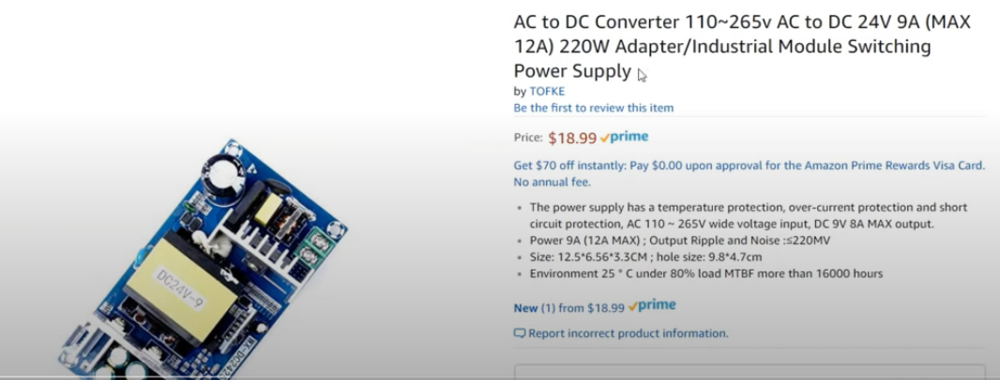 AC to DC Converter 110~265v AC to DC 24V 9A (MAX
12A) 220W Adapter/Industrial Module Switching
Power Supply
by TOFKE
Be the first to review this item
Price: $18.99 prime
Get $70 off instantly: Pay $0.00 upon approval for the Amazon Prime Rewards Visa Card.
No annual fee.
• The power supply has a temperature protection, over-current protection and short
circuit protection, AC 110 ~ 265V wide voltage input, DC 9V 8A MAX output.
• Power 9A (12A MAX) ; Output Ripple and Noise :≤220MV
• Size: 12.5*6.56*3.3CM ; hole size: 9.8*4.7cm
• Environment 25 ° C under 80% load MTBF more than 16000 hours
New (1) from $18.99 prime
Report incorrect product information.
DC24V-9